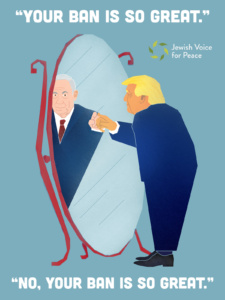 “YOUR BAN IS SO GREAT.”
Jewish Voice
for Peace
“NO, YOUR BAN IS SO GREAT.”